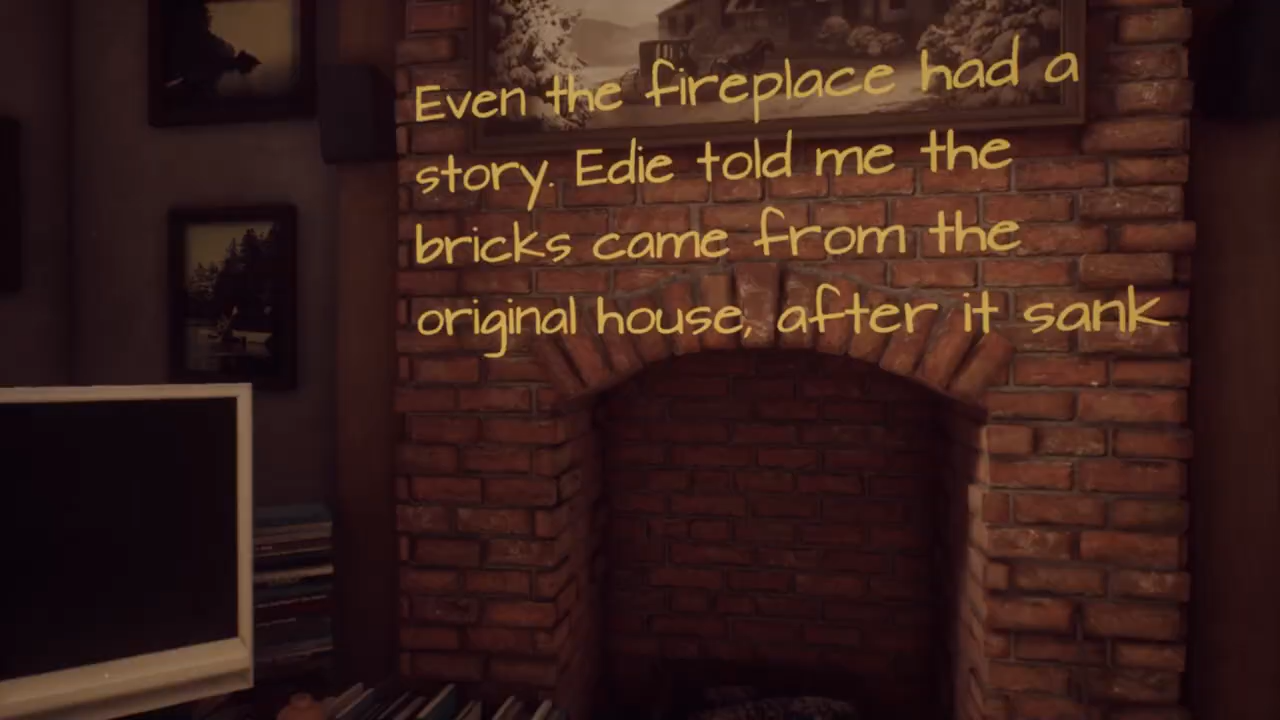 Even the fireplace had a
story. Edie told me the
bricks came from the
original house, after it sank